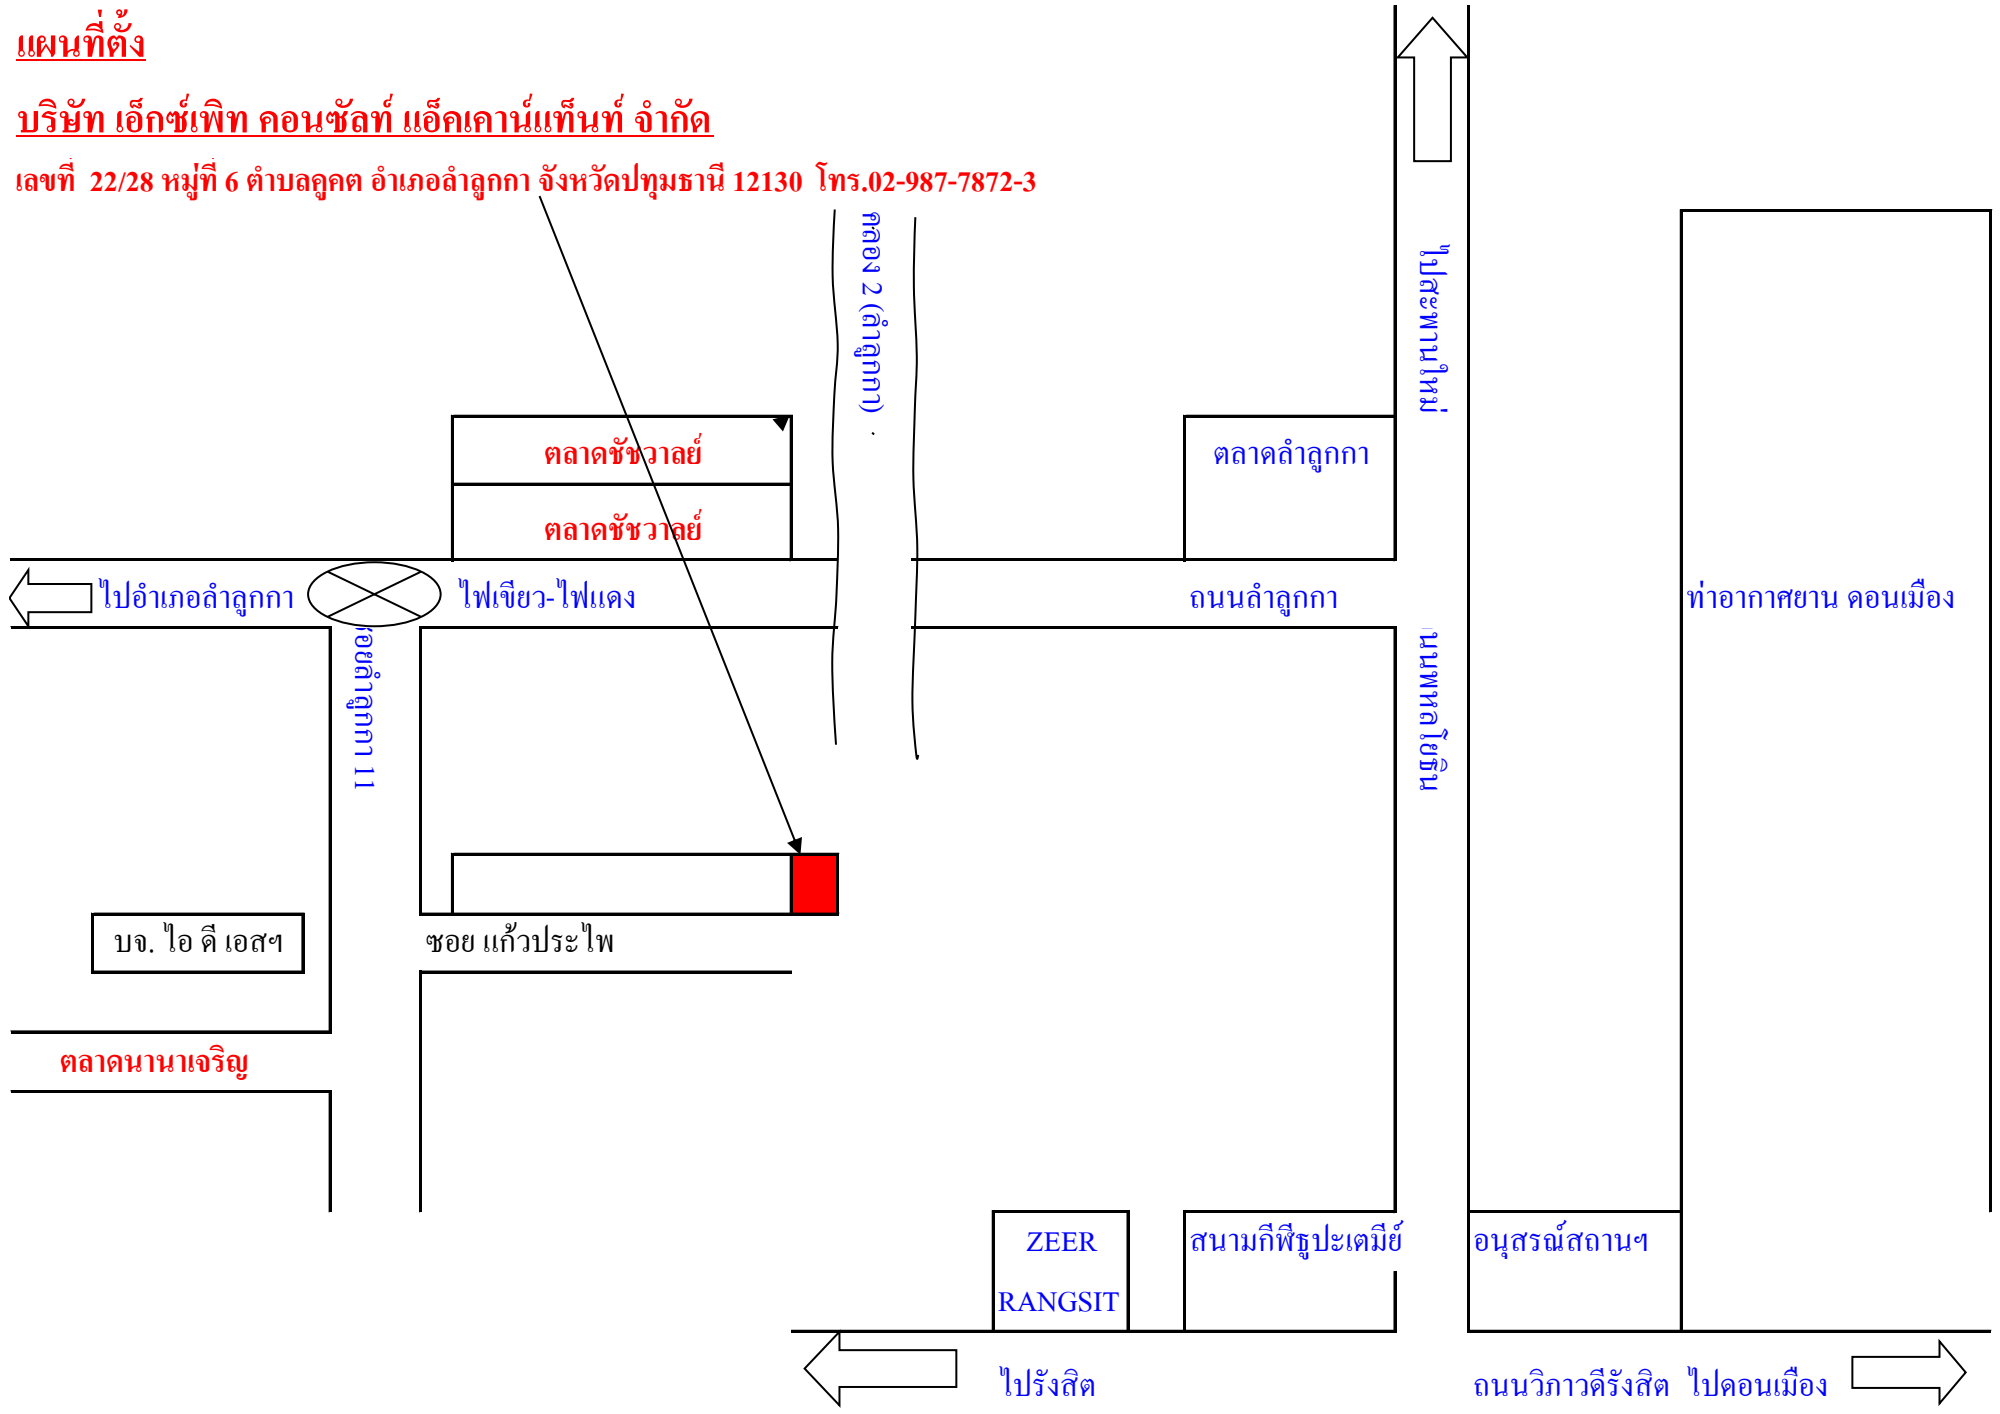 แผนที่ตั้ง
บริษัท เอ็กซ์เพิท คอนซัลท์ แอ็คเคาน์แท็นท์ จำกัด
เลขที่ 22/28 หมู่ที่ 6 ตำบลคูคต อำเภอลำลูกกา จังหวัดปทุมธานี 12130 โทร.02-987-7872-3
คลอง 2 (ลำลูกกา) .
ไปสะพานใหม่
ตลาดชัชวาลย์
ตลาดลำลูกกา
ตลาดชัชวาลย์
ไปอำเภอลำลูกกา
ไฟเขียว-ไฟแดง
ถนนลำลูกกา
ท่าอากาศยาน ดอนเมือง
ซอยลำลูกกา 11
ถนนพหลโยธิน
บจ. ไอ ดี เอสฯ
ซอย แก้วประไพ
ตลาดนานาเจริญ
ZEER
RANGSIT
สนามกีฬีธูปะเตมีย์
อนุสรณ์สถานฯ
ไปรังสิต
ถนนวิภาวดีรังสิต ไปดอนเมือง